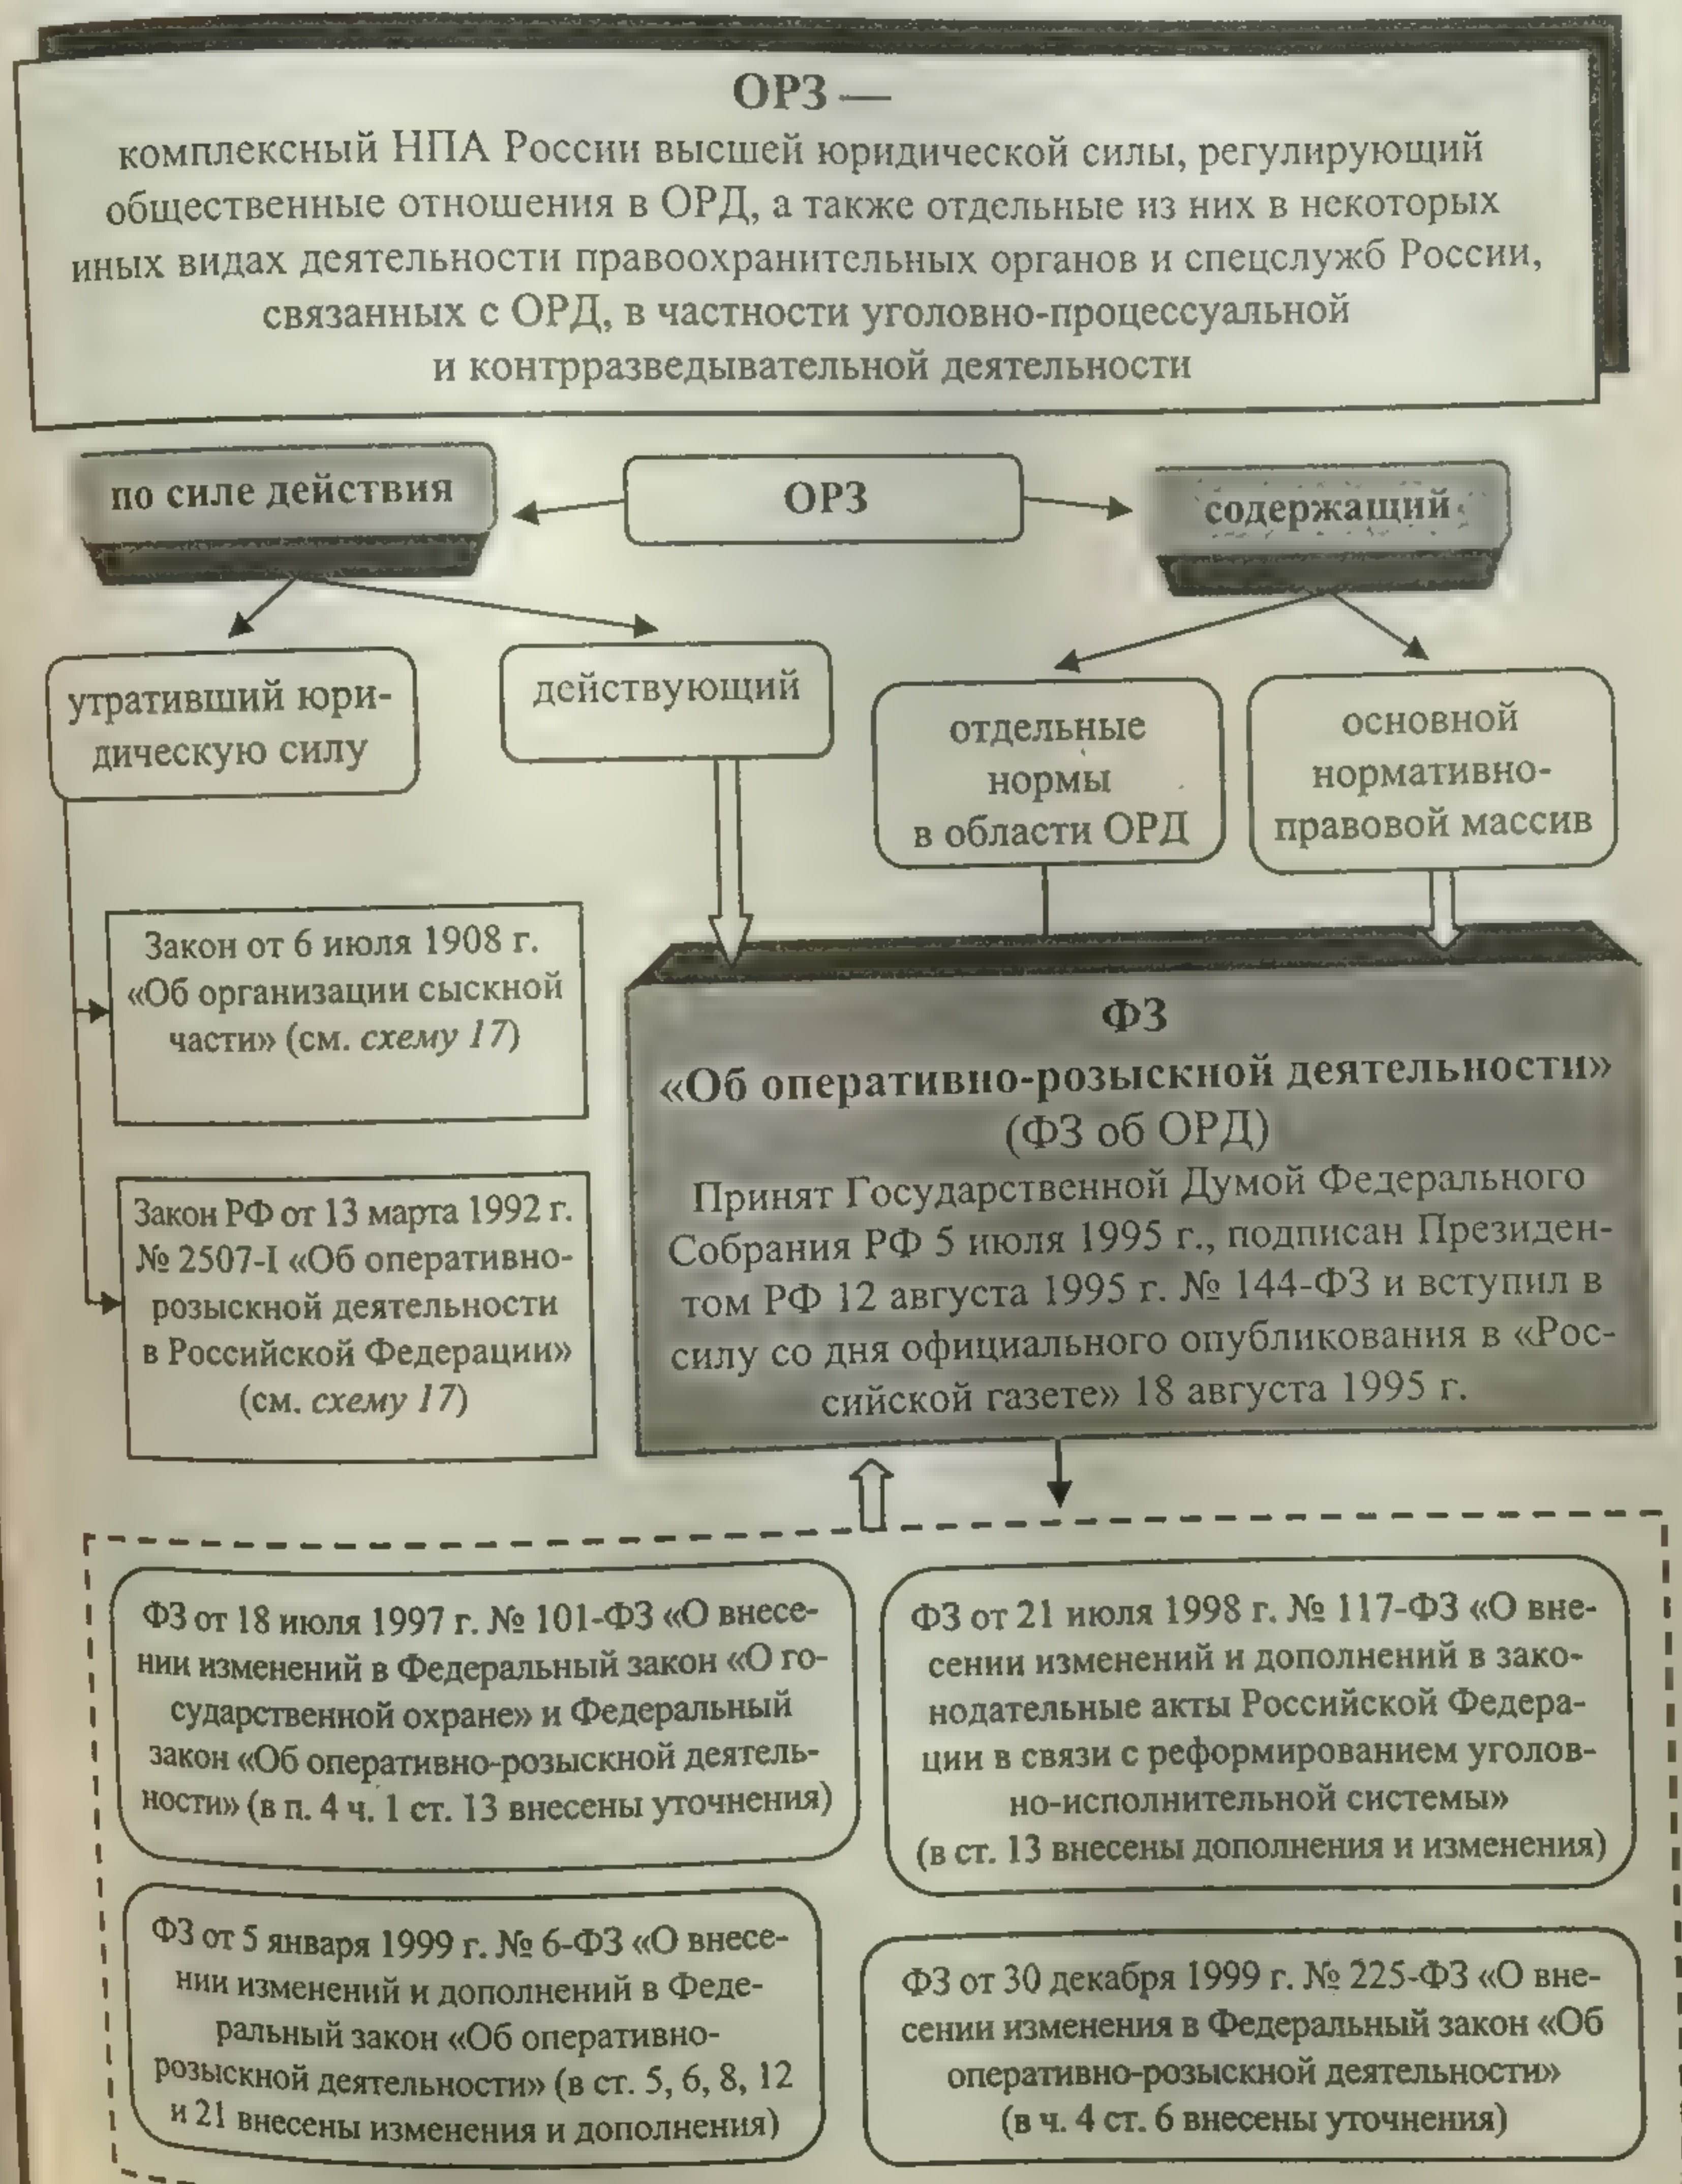 ОРЗ —
комплексный НПА России высшей юридической силы, регулирующий
общественные отношения в ОРД, а также отдельные из них в некоторых
иных видах деятельности правоохранительных органов и спецслужб России,
связанных с ОРД, в частности уголовно-процессуальной
и контрразведывательной деятельности
по силе действия
ОРЗ
содержащий
утративший юри-
дическую силу
действующий
отдельные
нормы
в области ОРД
основной
нормативно-
правовой массив
Закон от 6 июля 1908 г.
«Об организации сыскной
части» (см. схему 17)
Закон РФ от 13 марта 1992 г.
№ 2507-I «Об оперативно-
розыскной деятельности
в Российской Федерации»
(см. схему 17)
ФЗ
«Об оперативно-розыскной деятельности»
(ФЗ об ОРД)
Принят Государственной Думой Федерального
Собрания РФ 5 июля 1995 г., подписан Президен-
том РФ 12 августа 1995 г. № 144-ФЗ и вступил в
силу со дня официального опубликования в «Рос-
сийской газете» 18 августа 1995 г.
ФЗ от 18 июля 1997 г. № 101-ФЗ «О внесе-
нии изменений в Федеральный закон «О го-
сударственной охране» и Федеральный
закон «Об оперативно-розыскной деятель-
ности» (в п. 4 ч. 1 ст. 13 внесены уточнения)
ФЗ от 21 июля 1998 г. № 117-ФЗ «О вне-
сении изменений и дополнений в зако-
нодательные акты Российской Федера-
ции в связи с реформированием уголов-
но-исполнительной системы»
(в ст. 13 внесены дополнения и изменения)
ФЗ от 5 января 1999 г. № 6-ФЗ «О внесе-
нии изменений и дополнений в Феде-
ральный закон «Об оперативно-
розыскной деятельности» (в ст. 5, 6, 8, 12
и 21 внесены изменения и дополнения)
ФЗ от 30 декабря 1999 г. № 225-ФЗ «О вне-
сении изменения в Федеральный закон «Об
оперативно-розыскной деятельности»
(в ч. 4 ст. 6 внесены уточнения)